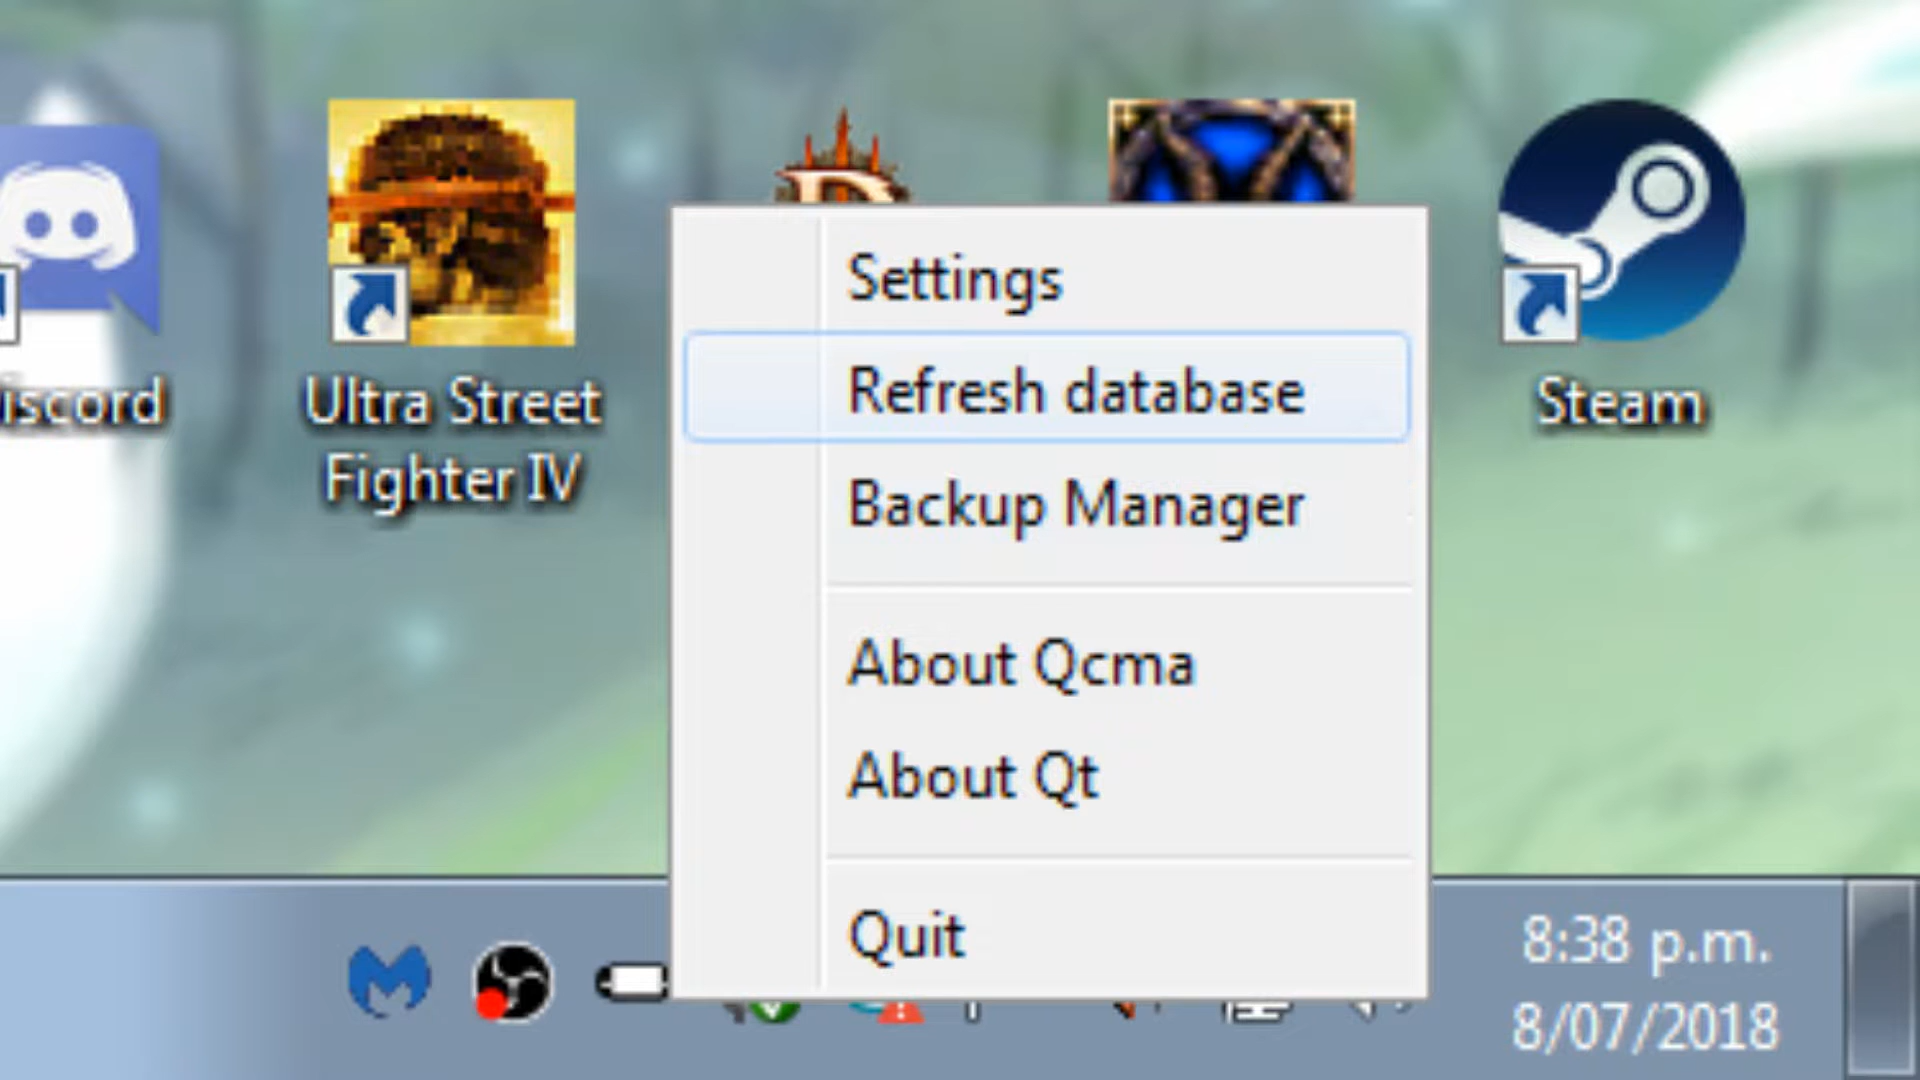 iscord
Ultra Street
Fighter IV
Settings
Refresh database
Backup Manager
About Qcma
About Qt
Quit
Steam
8:38 p.m.
8/07/2018